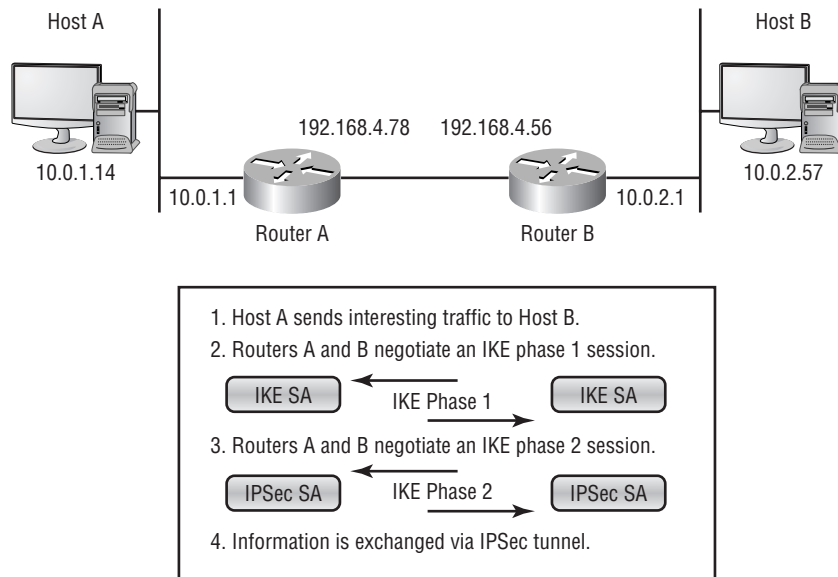 Host A
Host B
192.168.4.78 192.168.4.56
10.0.1.14
10.0.2.57
10.0.1.1
10.0.2.1
Router A
Router B
1. Host A sends interesting traffic to Host B.
2. Routers A and B negotiate an IKE phase 1 session.
IKE SA
IKE Phase 1
IKE SA
3. Routers A and B negotiate an IKE phase 2 session.
IPSec SA
IKE Phase 2
IPSec SA
4. Information is exchanged via IPSec tunnel.